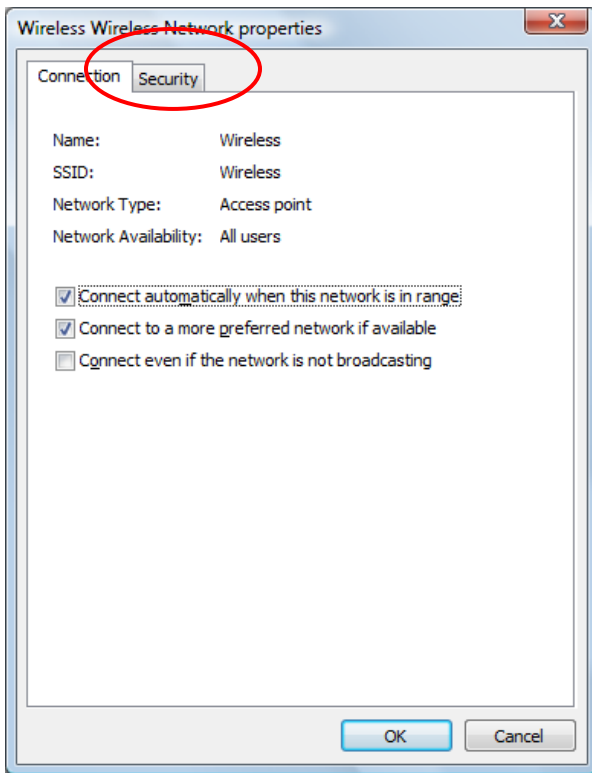 Wireless Wireless Network properties
Connection Security
Name: Wireless
SSID: Wireless
Network Type: Access point
Network Availability: All users
Connect automatically when this network is in range
Connect to a more preferred network if available
Connect even if the network is not broadcasting
OK Cancel